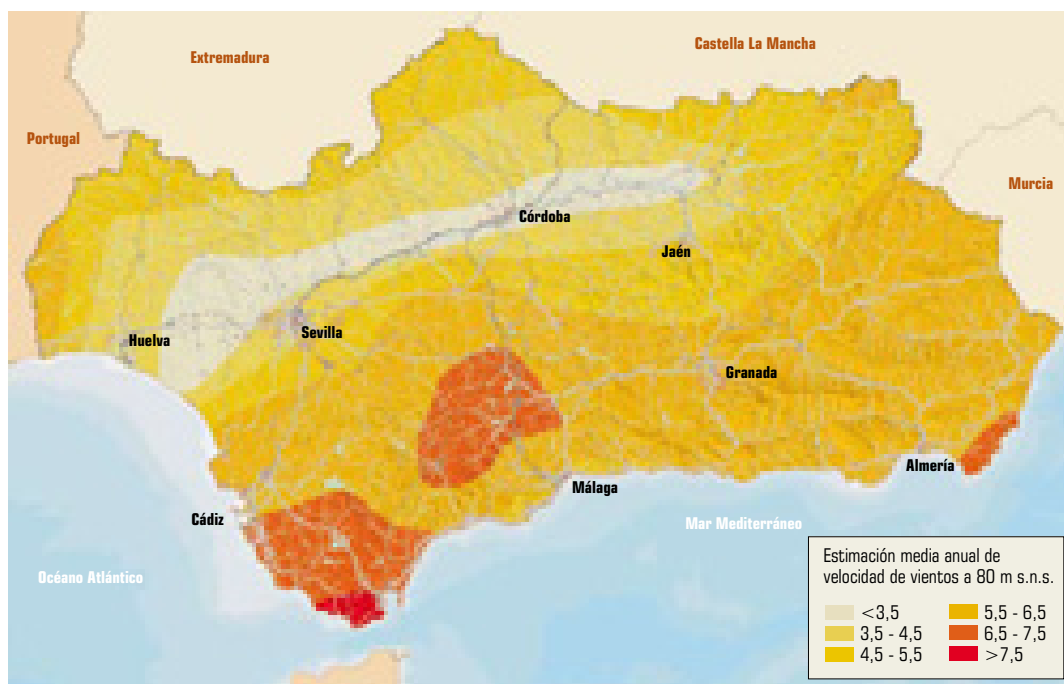 Extremadura
Castella La Mancha
Portugal
Murcia
Córdoba
Jaén
Huelva
Sevilla
Granada
Almería
Málaga
Cádiz
Mar Mediterráneo
Océano Atlántico
Estimación media anual de
velocidad de vientos a 80 m s.n.s.
<3,5
3,5 - 4,5
4,5 - 5,5
5,5 - 6,5
6,5 - 7,5
>7,5